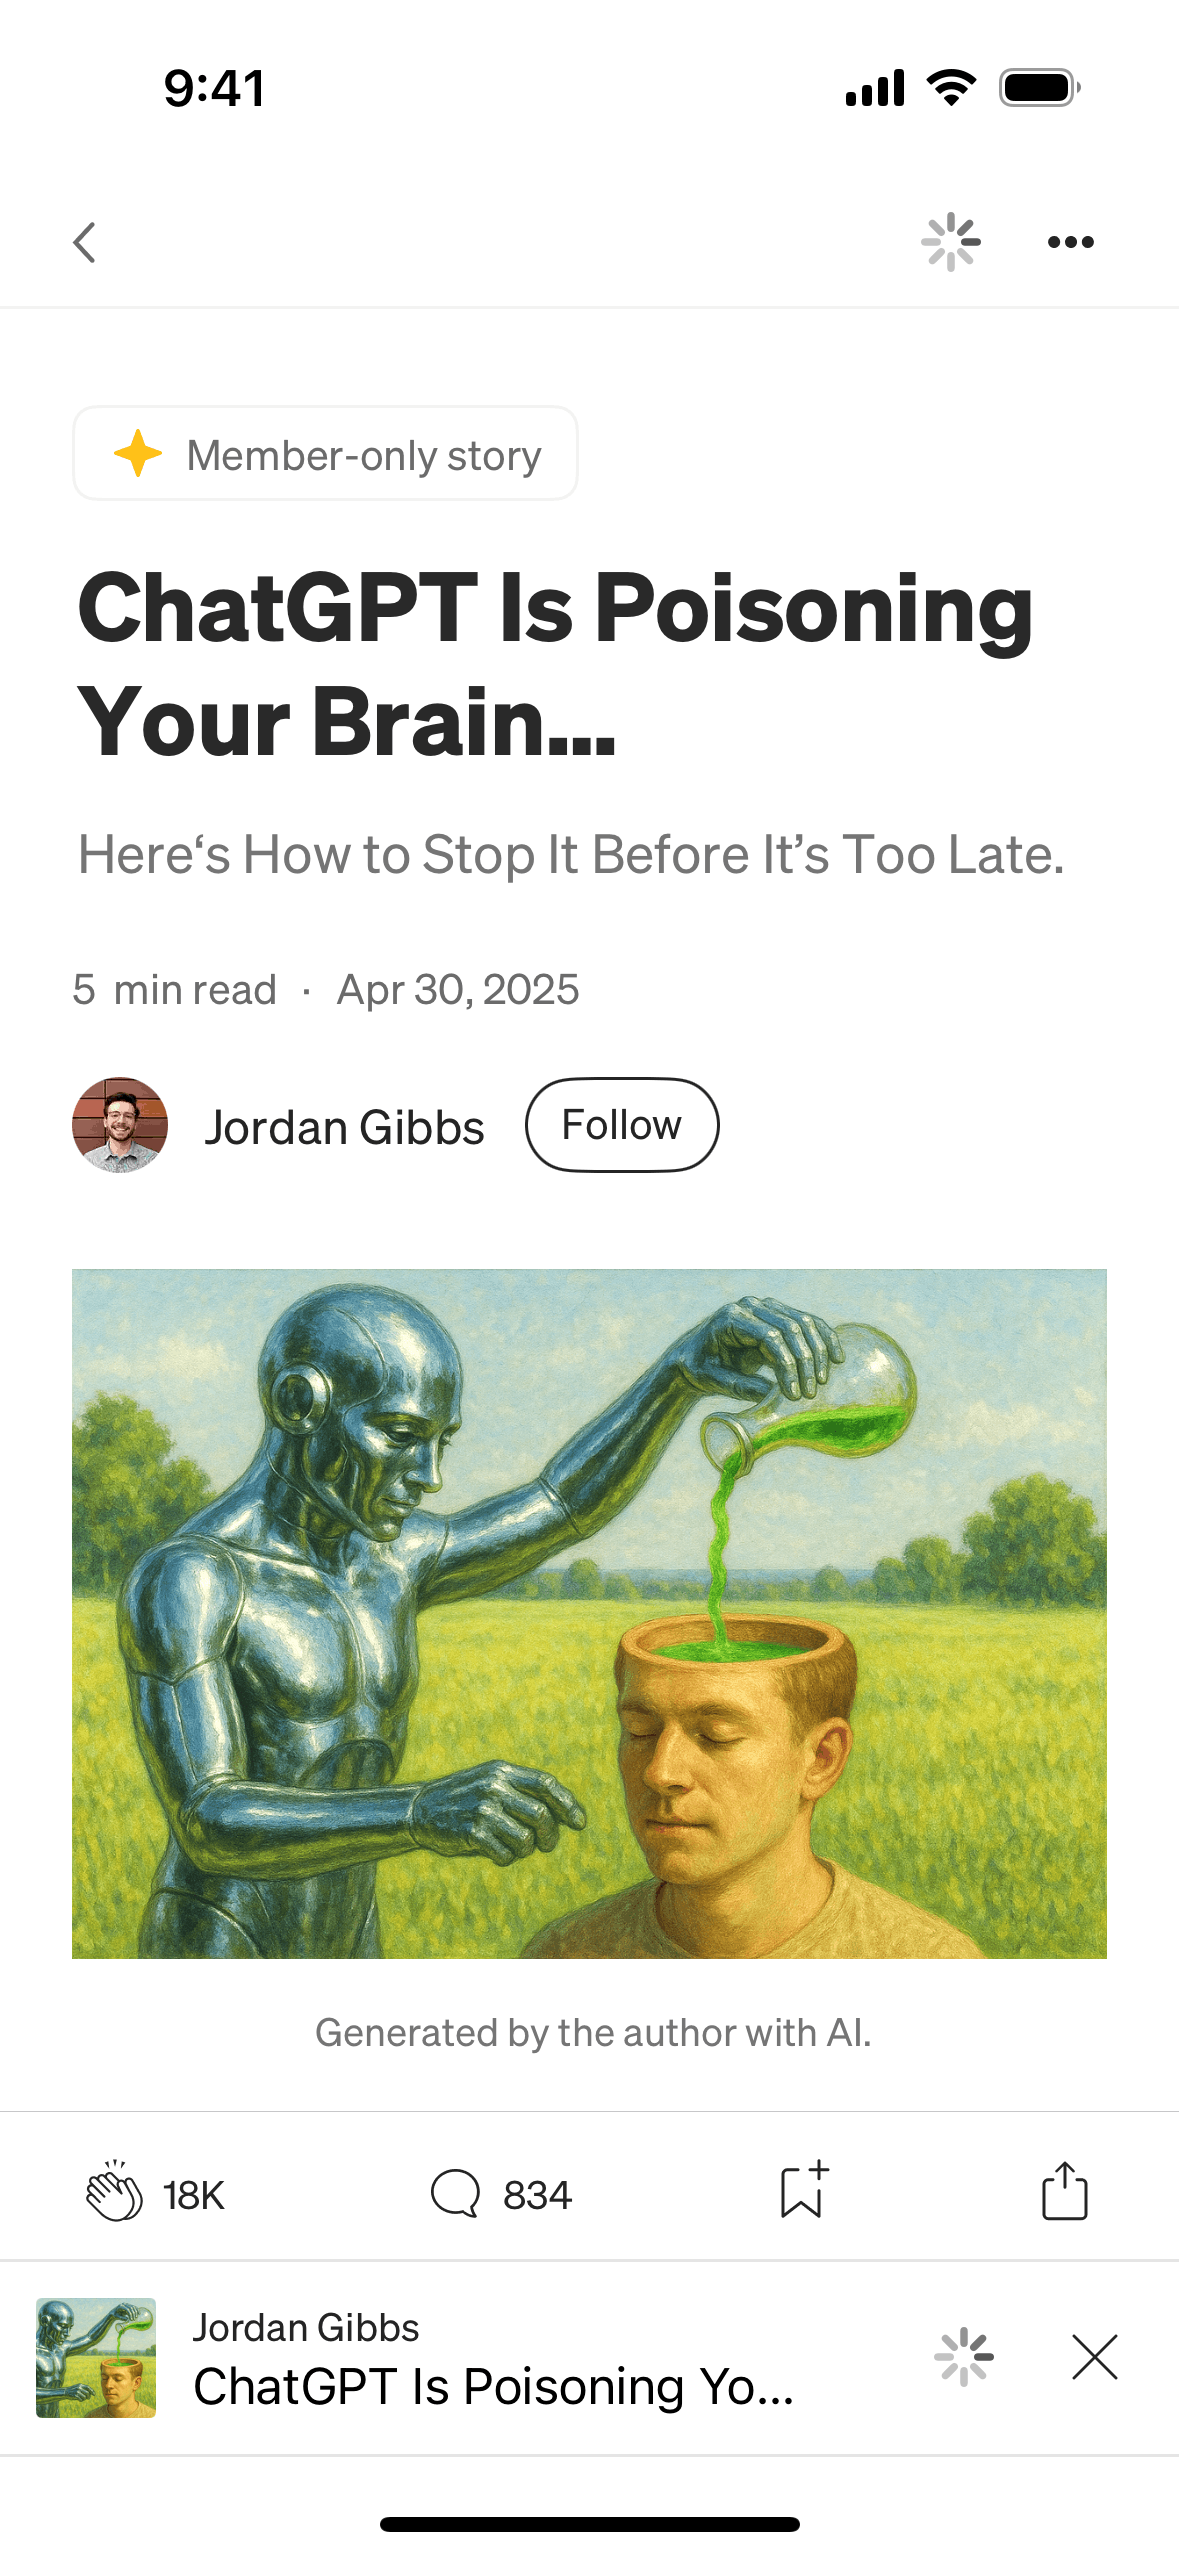 9:41
Member-only story
ChatGPT Is Poisoning
Your Brain...
Here‘s How to Stop It Before It’s Too Late.
5 min read · Apr 30, 2025
Jordan Gibbs Follow
Generated by the author with AI.
18K 834
Jordan Gibbs
ChatGPT Is Poisoning Yo...